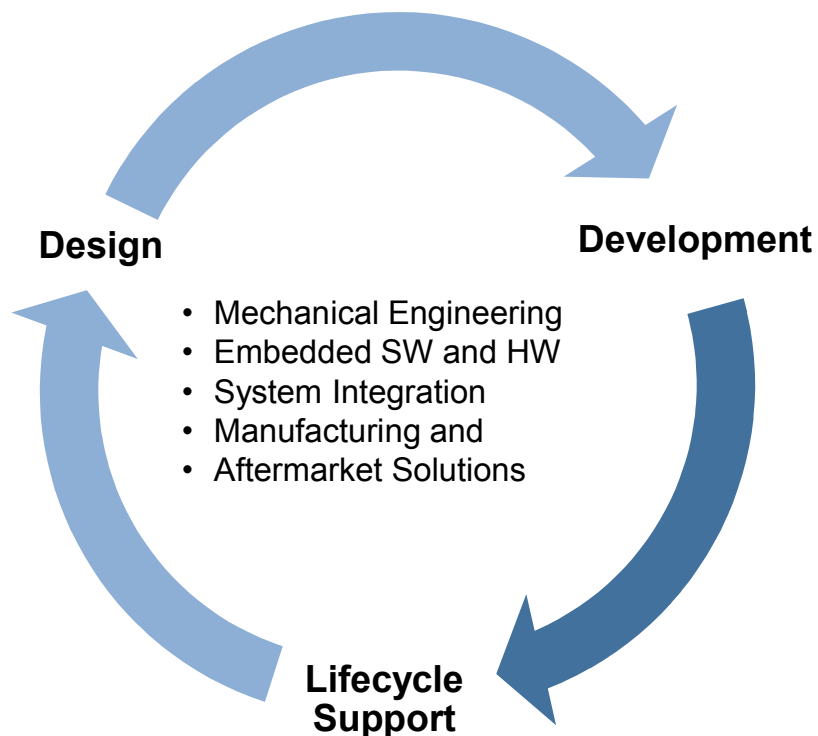 Design
Development
• Mechanical Engineering
• Embedded SW and HW
• System Integration
• Manufacturing and
• Aftermarket Solutions
Lifecycle
Support